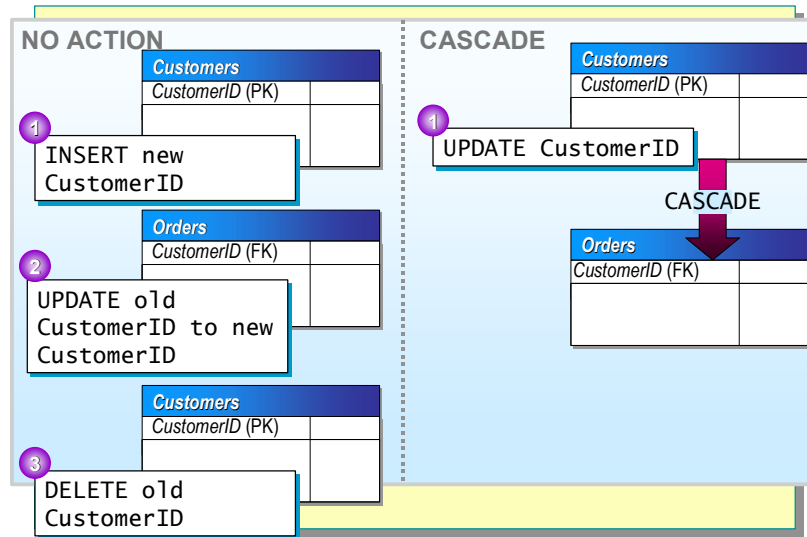 NO ACTION
Customers
CustomerID (PK)
1
INSERT new
CustomerID
Orders
CustomerID (FK)
2
UPDATE old
CustomerID to new
CustomerID
Customers
CustomerID (PK)
3
DELETE old
CustomerID
CASCADE
Customers
CustomerID (PK)
1
UPDATE CustomerID
CASCADE
Orders
CustomerID (FK)